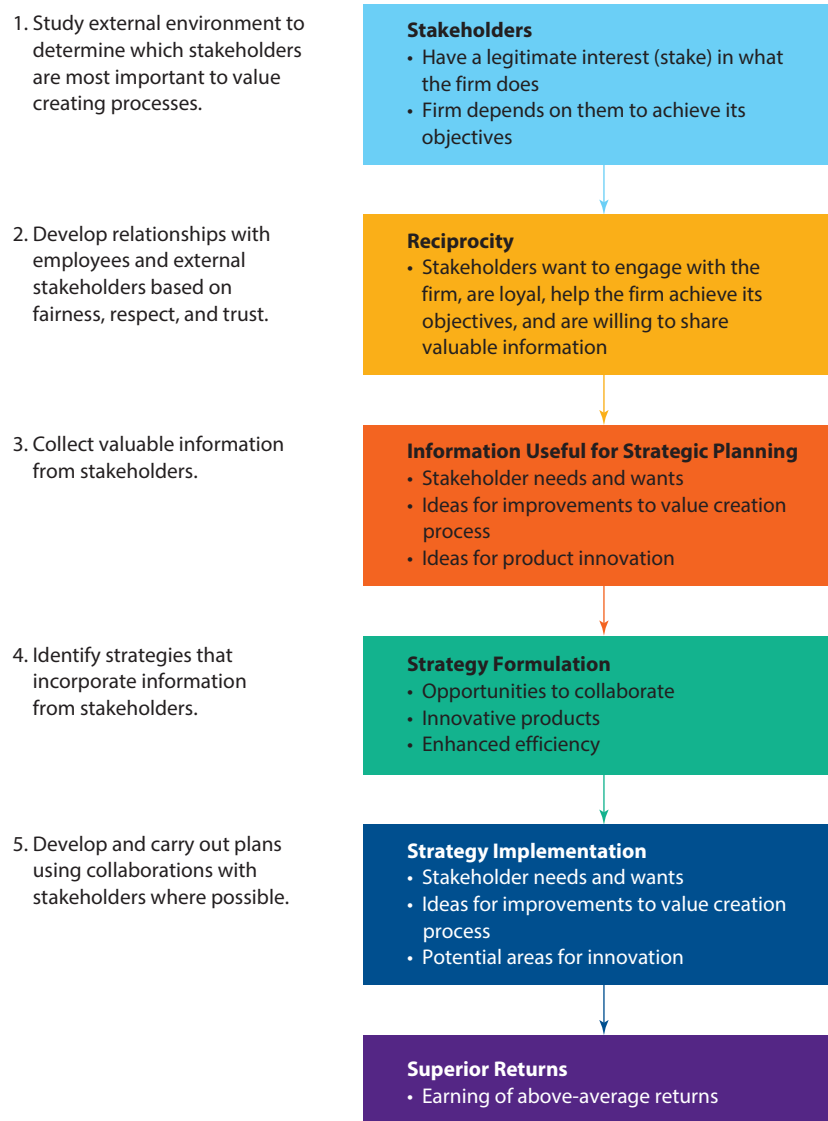 1. Study external environment to
determine which stakeholders
are most important to value
creating processes.
Stakeholders
• Have a legitimate interest (stake) in what
the firm does
• Firm depends on them to achieve its
objectives
2. Develop relationships with
employees and external
stakeholders based on
fairness, respect, and trust.
Reciprocity
• Stakeholders want to engage with the
firm, are loyal, help the firm achieve its
objectives, and are willing to share
valuable information
3. Collect valuable information
from stakeholders.
Information Useful for Strategic Planning
• Stakeholder needs and wants
• Ideas for improvements to value creation
process
• Ideas for product innovation
4. Identify strategies that
incorporate information
from stakeholders.
Strategy Formulation
• Opportunities to collaborate
• Innovative products
• Enhanced efficiency
5. Develop and carry out plans
using collaborations with
stakeholders where possible.
Strategy Implementation
• Stakeholder needs and wants
• Ideas for improvements to value creation
process
• Potential areas for innovation
Superior Returns
• Earning of above-average returns